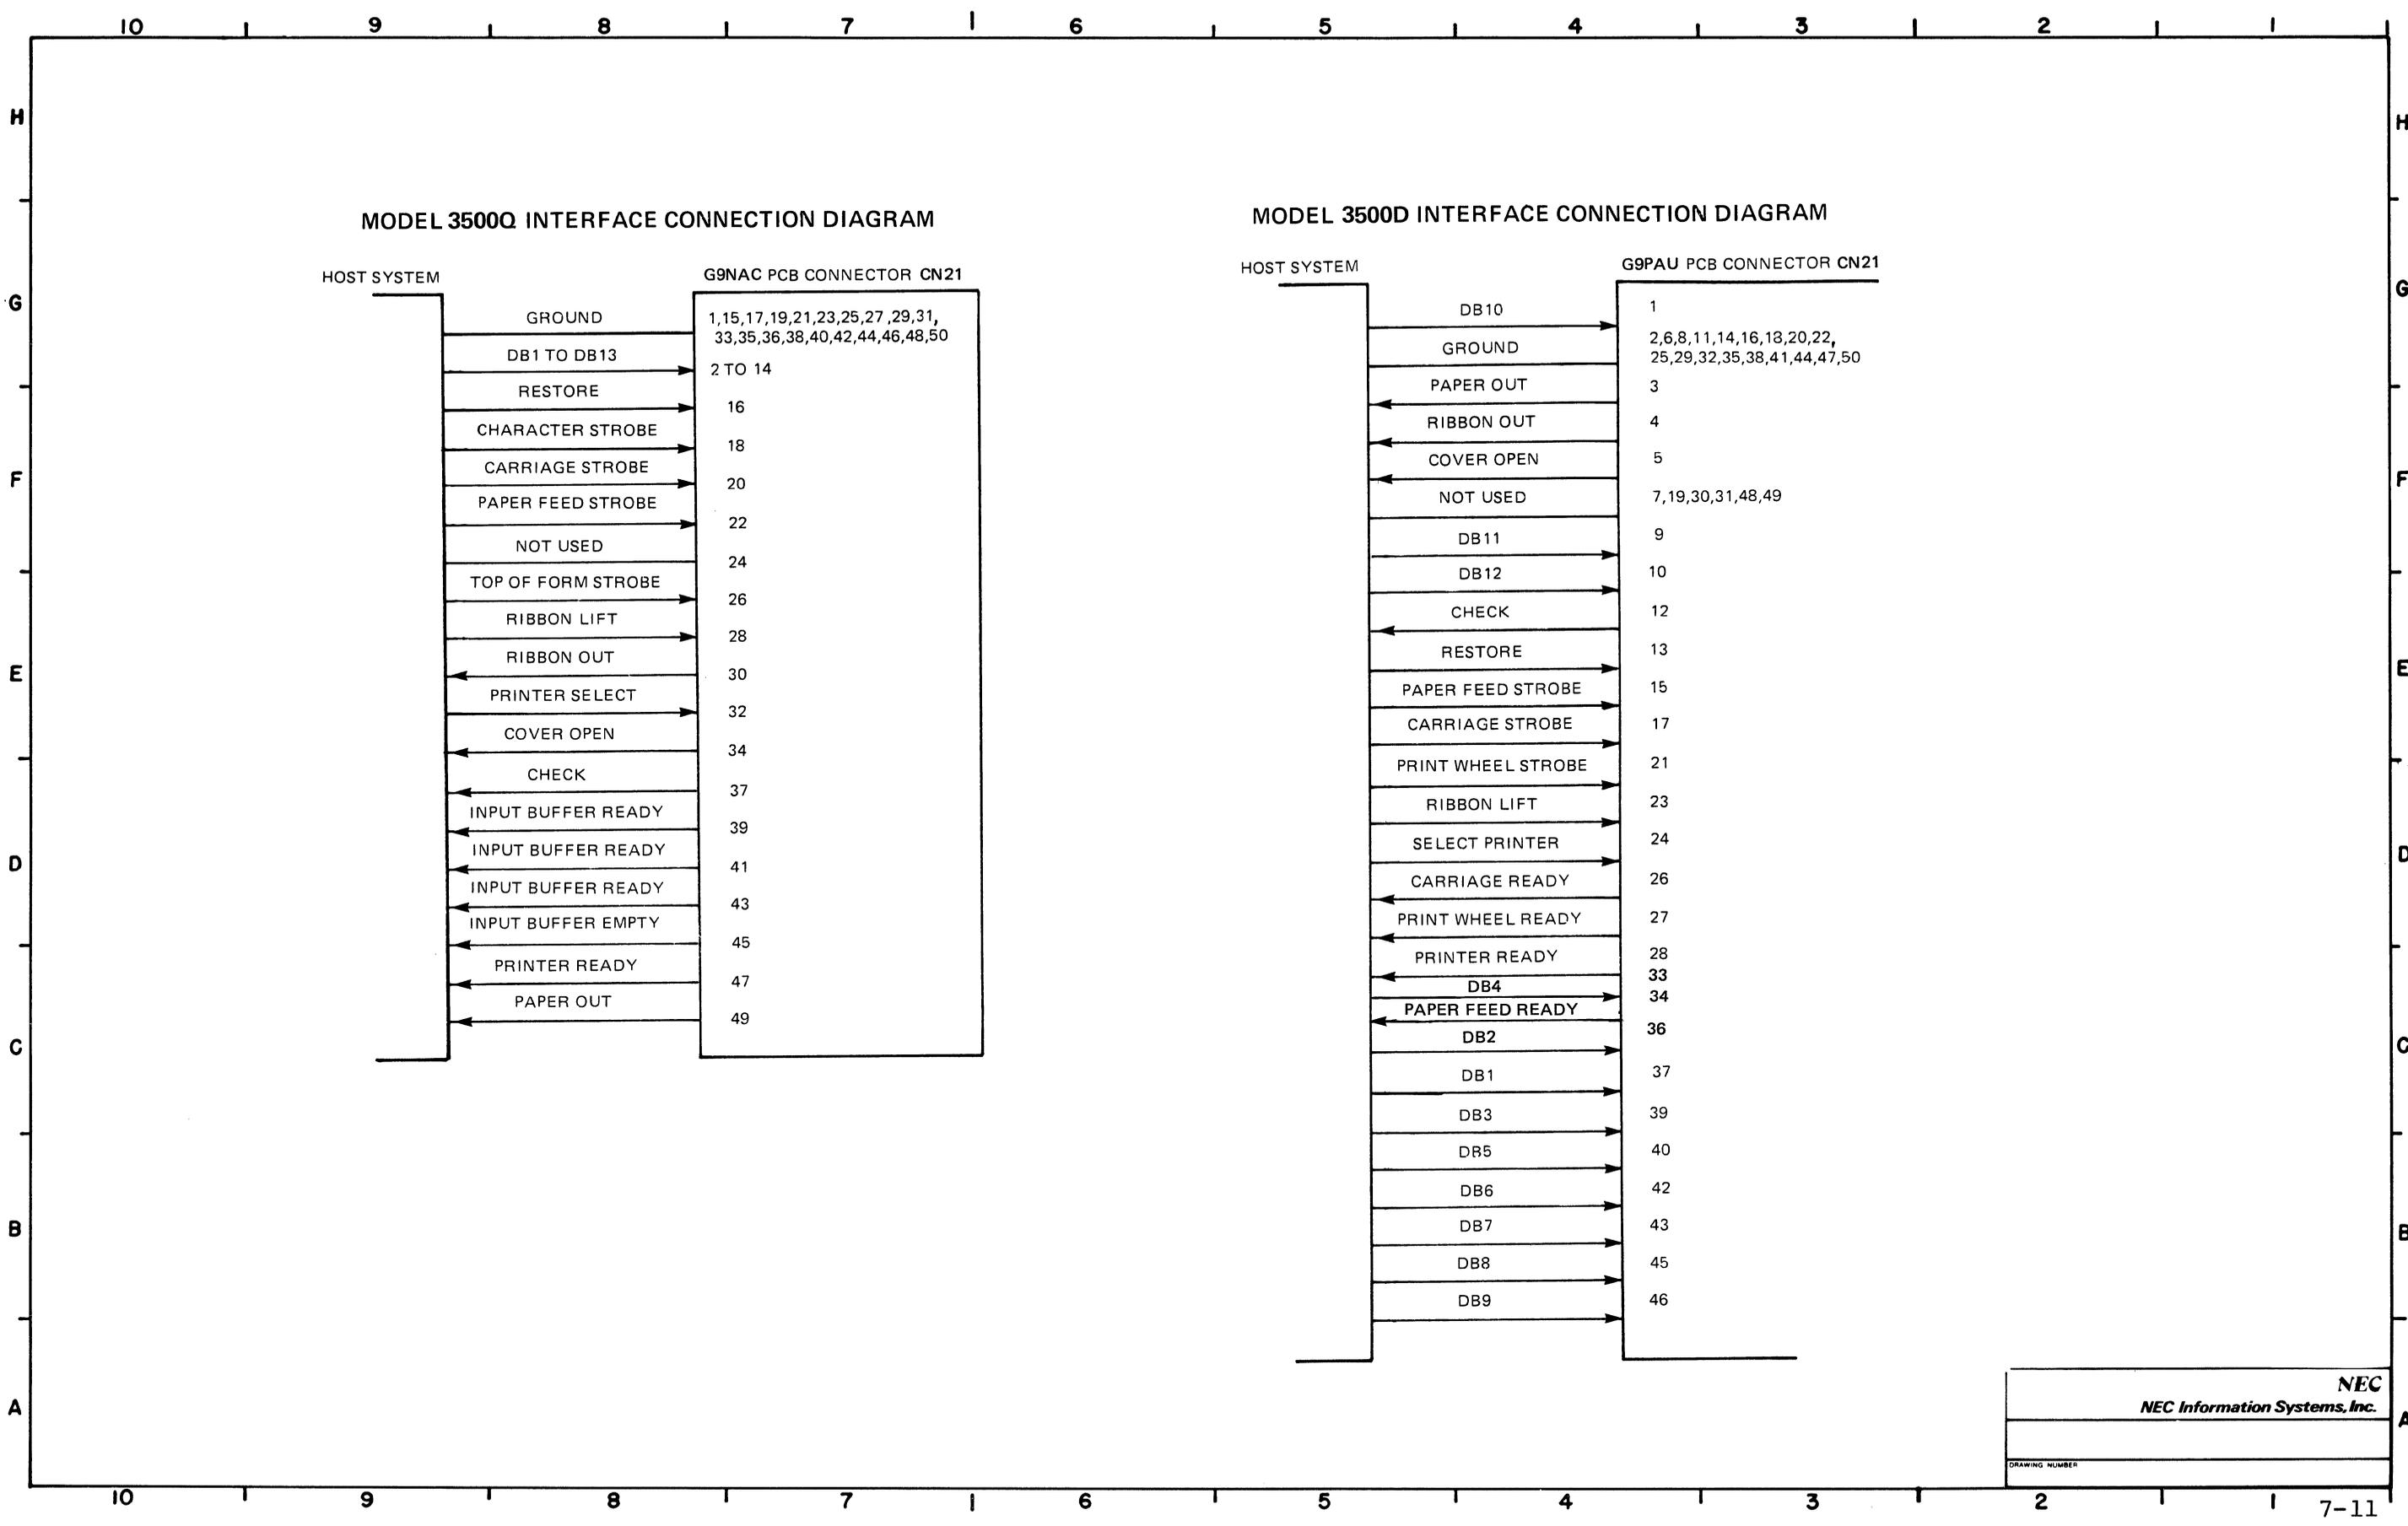 10 9 8 7 6 5 4 3 2 1
H H
MODEL 3500Q INTERFACE CONNECTION DIAGRAM
HOST SYSTEM
G9NAC PCB CONNECTOR CN21
G
GROUND
1,15,17,19,21,23,25,27,29,31,
33,35,36,38,40,42,44,46,48,50
DB1 TO DB13
2 TO 14
RESTORE
16
CHARACTER STROBE
18
CARRIAGE STROBE
20
F
PAPER FEED STROBE
22
NOT USED
24
TOP OF FORM STROBE
26
RIBBON LIFT
28
RIBBON OUT
30
E
PRINTER SELECT
32
COVER OPEN
34
CHECK
37
INPUT BUFFER READY
39
INPUT BUFFER READY
41
D
INPUT BUFFER READY
43
INPUT BUFFER EMPTY
45
PRINTER READY
47
PAPER OUT
49
C
B
A
MODEL 3500D INTERFACE CONNECTION DIAGRAM
HOST SYSTEM
G9PAU PCB CONNECTOR CN21
G
DB10
1
GROUND
2,6,8,11,14,16,18,20,22,
25,29,32,35,38,41,44,47,50
PAPER OUT
3
RIBBON OUT
4
COVER OPEN
5
F
NOT USED
7,19,30,31,48,49
DB11
9
DB12
10
CHECK
12
RESTORE
13
E
PAPER FEED STROBE
15
CARRIAGE STROBE
17
PRINT WHEEL STROBE
21
RIBBON LIFT
23
SELECT PRINTER
24
D
CARRIAGE READY
26
PRINT WHEEL READY
27
PRINTER READY
28
33
DB4
34
PAPER FEED READY
36
DB2
C
DB1
37
DB3
39
DB5
40
DB6
42
DB7
43
B
DB8
45
DB9
46
NEC
NEC Information Systems, Inc.
A
DRAWING NUMBER
10 9 8 7 6 5 4 3 2 1
7-11